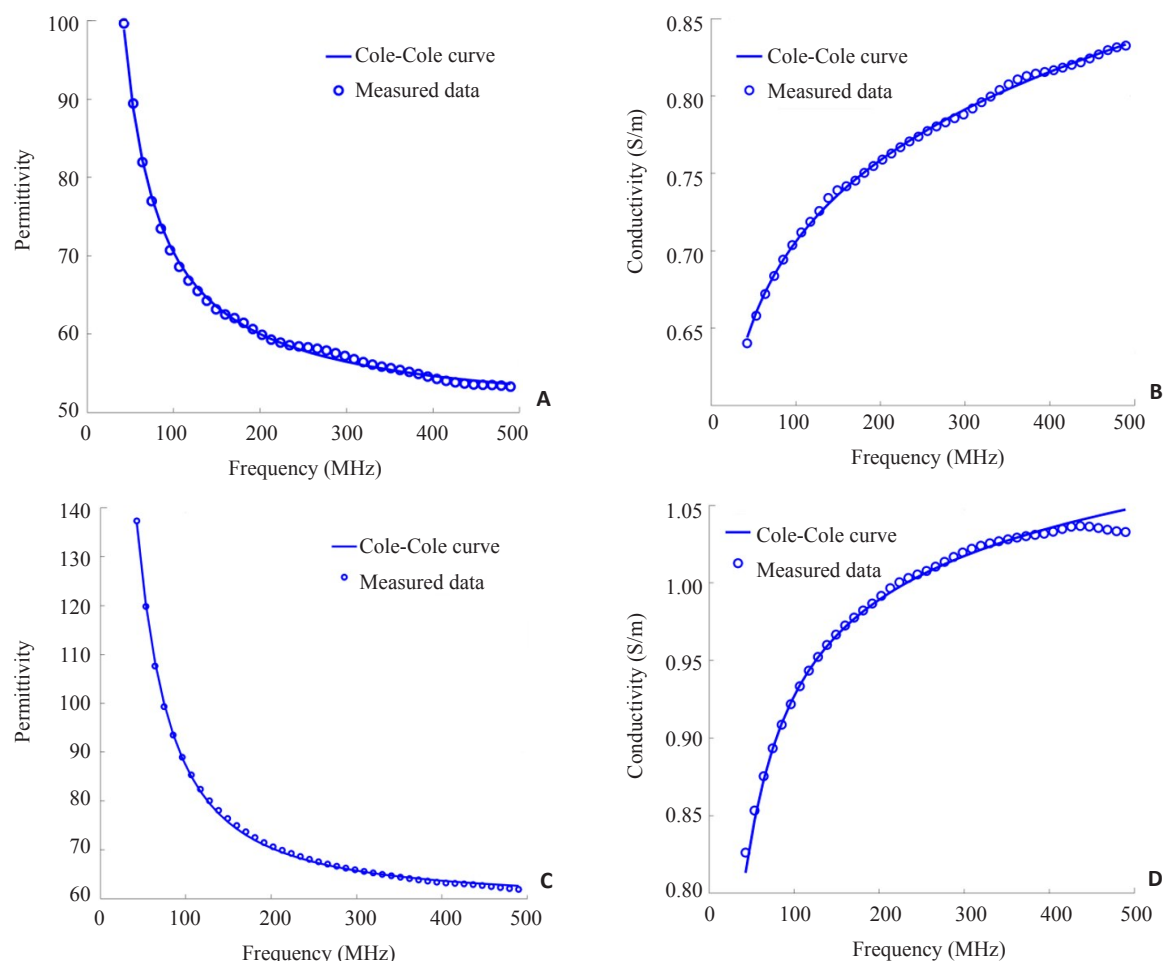 100
90
80
70
60
50
Permittivity
Cole-Cole curve
Measured data
A
0 100 200 300 400 500
Frequency (MHz)
0.85
0.80
0.75
0.70
0.65
Conductivity (S/m)
Cole-Cole curve
Measured data
B
0 100 200 300 400 500
Frequency (MHz)
140
130
120
110
100
90
80
70
60
Permittivity
Cole-Cole curve
Measured data
C
0 100 200 300 400 500
Frequency (MHz)
1.05
1.00
0.95
0.90
0.85
0.80
Conductivity (S/m)
Cole-Cole curve
Measured data
D
0 100 200 300 400 500
Frequency (MHz)